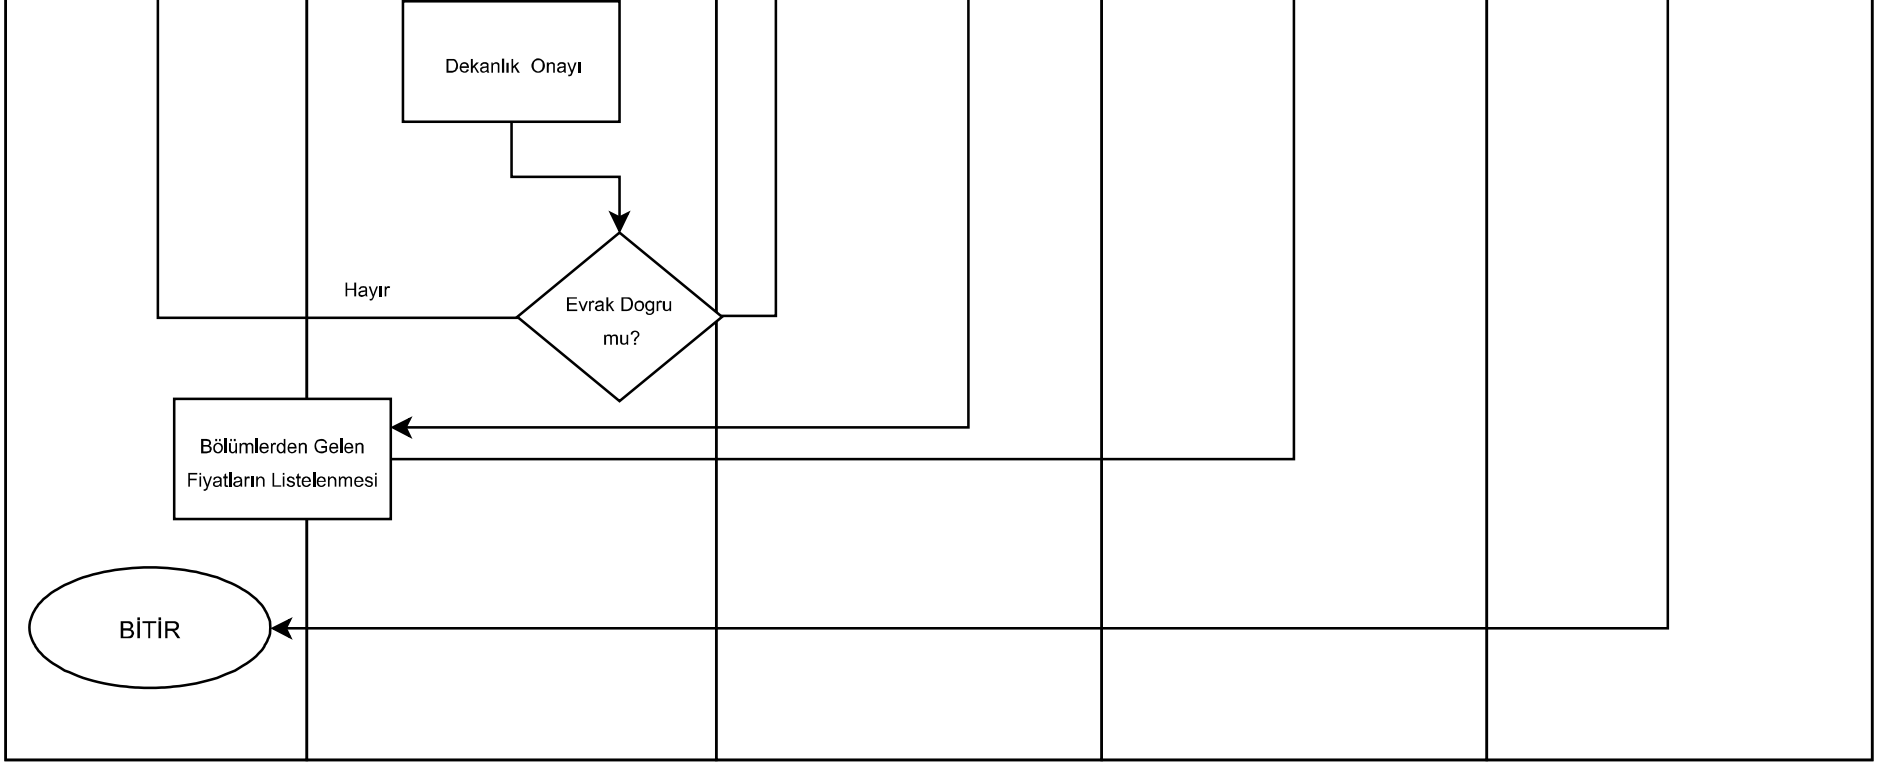 Dekanlık Onayı
Hayır
Evrak Dogru
mu?
Bölümlerden Gelen
Fiyatların Listelenmesi
BİTİR